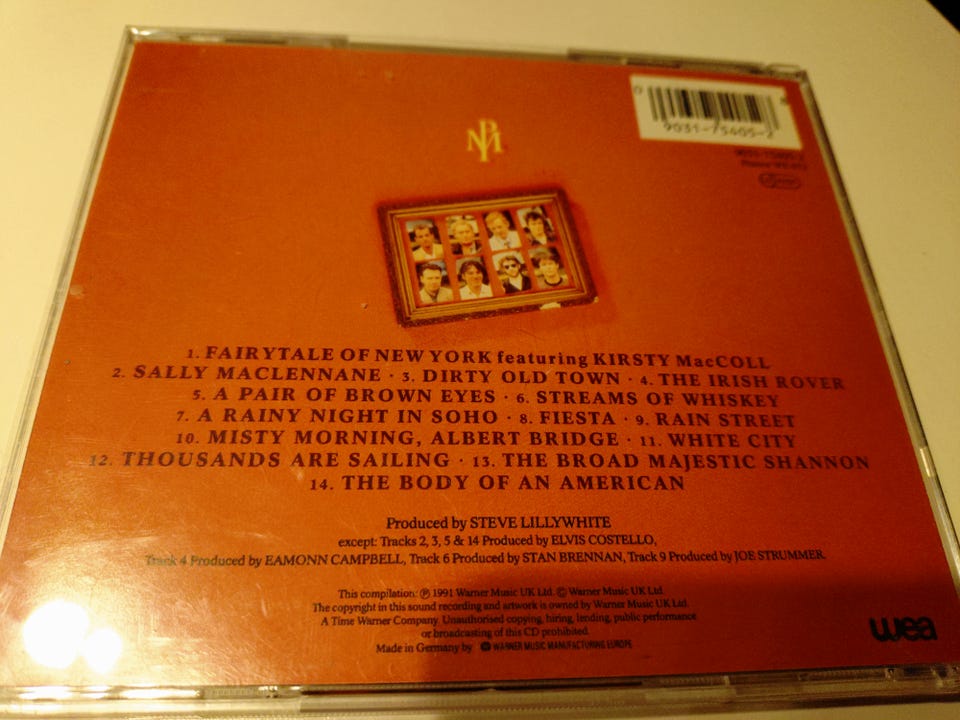 PM
9031-75405-2
9031-75405-2
1. FAIRYTALE OF NEW YORK featuring KIRSTY MacCOLL
2. SALLY MACLENNANE · 3. DIRTY OLD TOWN · 4. THE IRISH ROVER
5. A PAIR OF BROWN EYES · 6. STREAMS OF WHISKEY
7. A RAINY NIGHT IN SOHO · 8. FIESTA · 9. RAIN STREET
10. MISTY MORNING, ALBERT BRIDGE · 11. WHITE CITY
12. THOUSANDS ARE SAILING · 13. THE BROAD MAJESTIC SHANNON
14. THE BODY OF AN AMERICAN
Produced by STEVE LILLYWHITE
except: Tracks 2, 3, 5 & 14 Produced by ELVIS COSTELLO,
Track 4 Produced by EAMONN CAMPBELL, Track 6 Produced by STAN BRENNAN, Track 9 Produced by JOE STRUMMER.
This compilation: ℗ 1991 Warner Music UK Ltd. © Warner Music UK Ltd.
The copyright in this sound recording and artwork is owned by Warner Music UK Ltd.
A Time Warner Company. Unauthorised copying, hiring, lending, public performance
or broadcasting of this CD prohibited.
Made in Germany by WARNER MUSIC MANUFACTURING EUROPE
wea